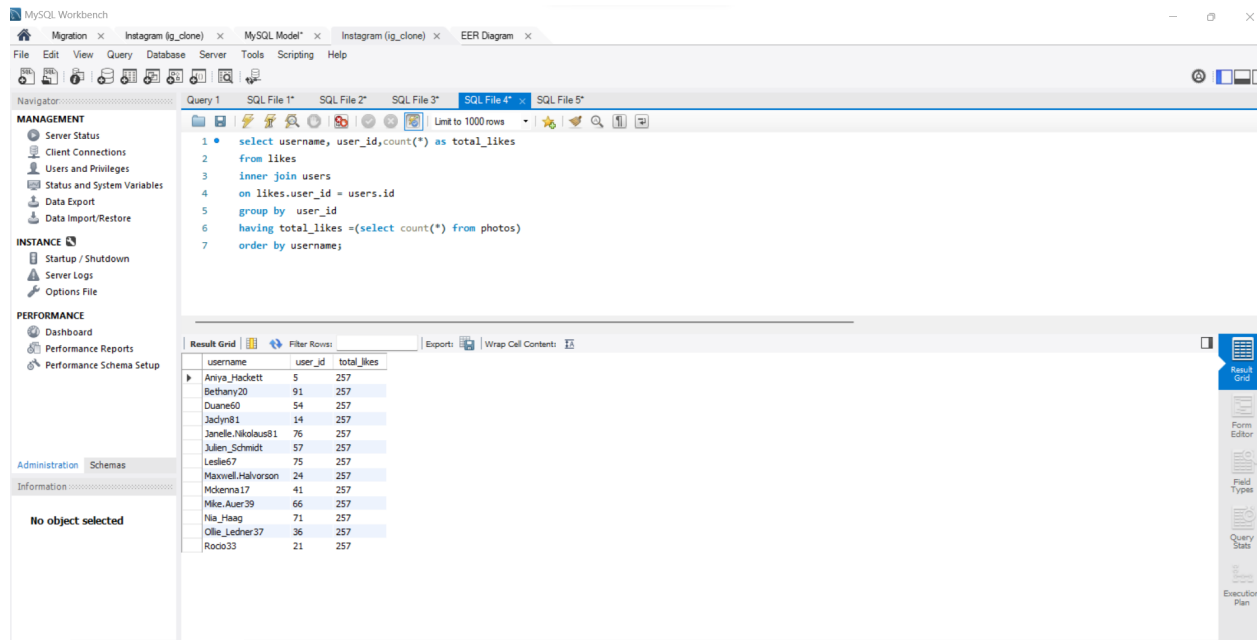 MySQL Workbench
Migration × Instagram (ig_clone) × MySQL Model* × Instagram (ig_clone) × EER Diagram ×
File Edit View Query Database Server Tools Scripting Help
Navigator
MANAGEMENT
Server Status
Client Connections
Users and Privileges
Status and System Variables
Data Export
Data Import/Restore
INSTANCE
Startup / Shutdown
Server Logs
Options File
PERFORMANCE
Dashboard
Performance Reports
Performance Schema Setup
Administration Schemas
Information
No object selected
Query 1 SQL File 1* SQL File 2* SQL File 3* SQL File 4* × SQL File 5*
Limit to 1000 rows
1 select username, user_id,count(*) as total_likes
2 from likes
3 inner join users
4 on likes.user_id = users.id
5 group by user_id
6 having total_likes =(select count(*) from photos)
7 order by username;
Result Grid Filter Rows: Export: Wrap Cell Content:
username user_id total_likes
Aniya_Hackett 5 257
Bethany20 91 257
Duane60 54 257
Jaclyn81 14 257
Janelle.Nikolaus81 76 257
Julien_Schmidt 57 257
Leslie67 75 257
Maxwell.Halvorson 24 257
Mckenna17 41 257
Mike.Auer39 66 257
Nia_Haag 71 257
Ollie_Ledner37 36 257
Rocio33 21 257
Result
Grid
Form
Editor
Field
Types
Query
Stats
Execution
Plan